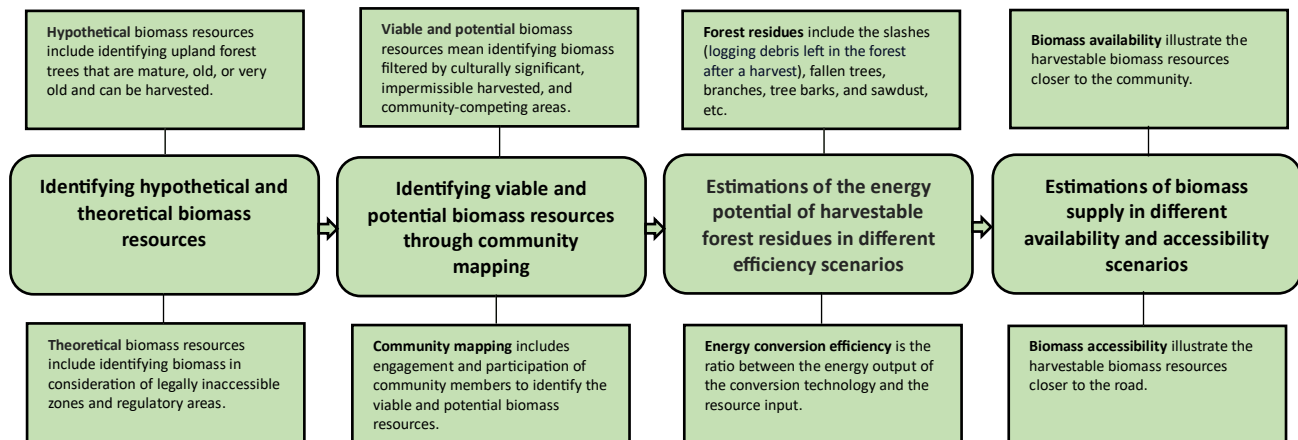 Hypothetical biomass resources
include identifying upland forest
trees that are mature, old, or very
old and can be harvested.
Viable and potential biomass
resources mean identifying biomass
filtered by culturally significant,
impermissible harvested, and
community-competing areas.
Forest residues include the slashes
(logging debris left in the forest
after a harvest), fallen trees,
branches, tree barks, and sawdust,
etc.
Biomass availability illustrate the
harvestable biomass resources
closer to the community.
Identifying hypothetical and
theoretical biomass
resources
Identifying viable and
potential biomass resources
through community
mapping
Estimations of the energy
potential of harvestable
forest residues in different
efficiency scenarios
Estimations of biomass
supply in different
availability and accessibility
scenarios
Theoretical biomass resources
include identifying biomass in
consideration of legally inaccessible
zones and regulatory areas.
Community mapping includes
engagement and participation of
community members to identify the
viable and potential biomass
resources.
Energy conversion efficiency is the
ratio between the energy output of
the conversion technology and the
resource input.
Biomass accessibility illustrate the
harvestable biomass resources
closer to the road.